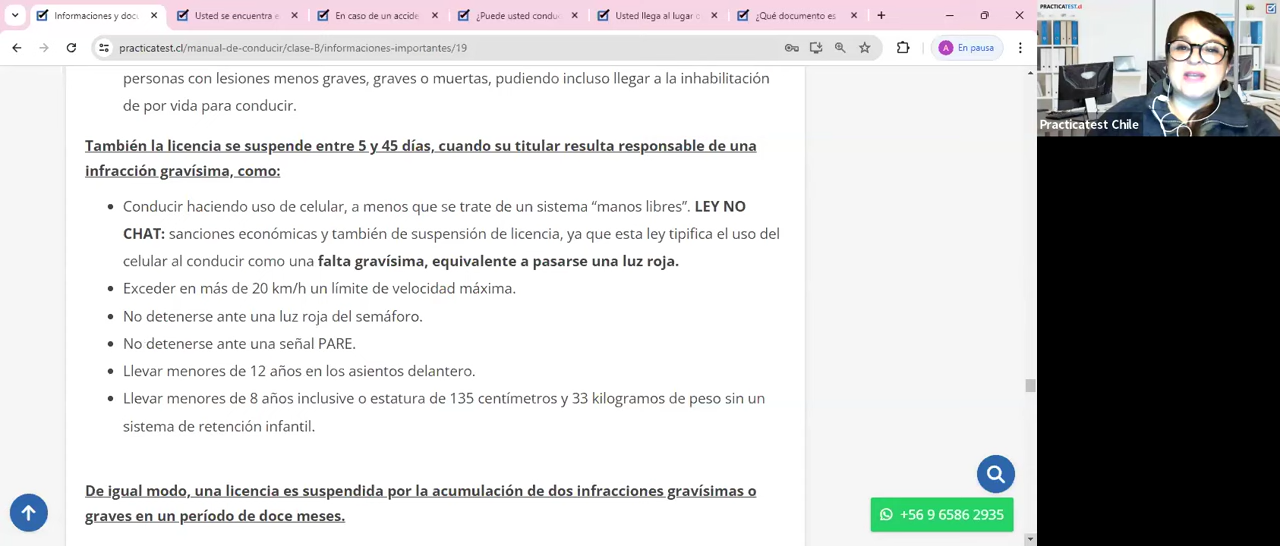 Informaciones y docu
Usted se encuentra e
En caso de un accide
¿Puede usted conduc
Usted llega al lugar o
¿Qué documento es
practicatest.cl/manual-de-conducir/clase-B/informaciones-importantes/19
A En pausa
PRACTICATEST.cl
Practicatest Chile
personas con lesiones menos graves, graves o muertas, pudiendo incluso llegar a la inhabilitación
de por vida para conducir.
También la licencia se suspende entre 5 y 45 días, cuando su titular resulta responsable de una
infracción gravísima, como:
Conducir haciendo uso de celular, a menos que se trate de un sistema “manos libres”. LEY NO
CHAT: sanciones económicas y también de suspensión de licencia, ya que esta ley tipifica el uso del
celular al conducir como una falta gravísima, equivalente a pasarse una luz roja.
Exceder en más de 20 km/h un límite de velocidad máxima.
No detenerse ante una luz roja del semáforo.
No detenerse ante una señal PARE.
Llevar menores de 12 años en los asientos delantero.
Llevar menores de 8 años inclusive o estatura de 135 centímetros y 33 kilogramos de peso sin un
sistema de retención infantil.
De igual modo, una licencia es suspendida por la acumulación de dos infracciones gravísimas o
graves en un período de doce meses.
+56 9 6586 2935